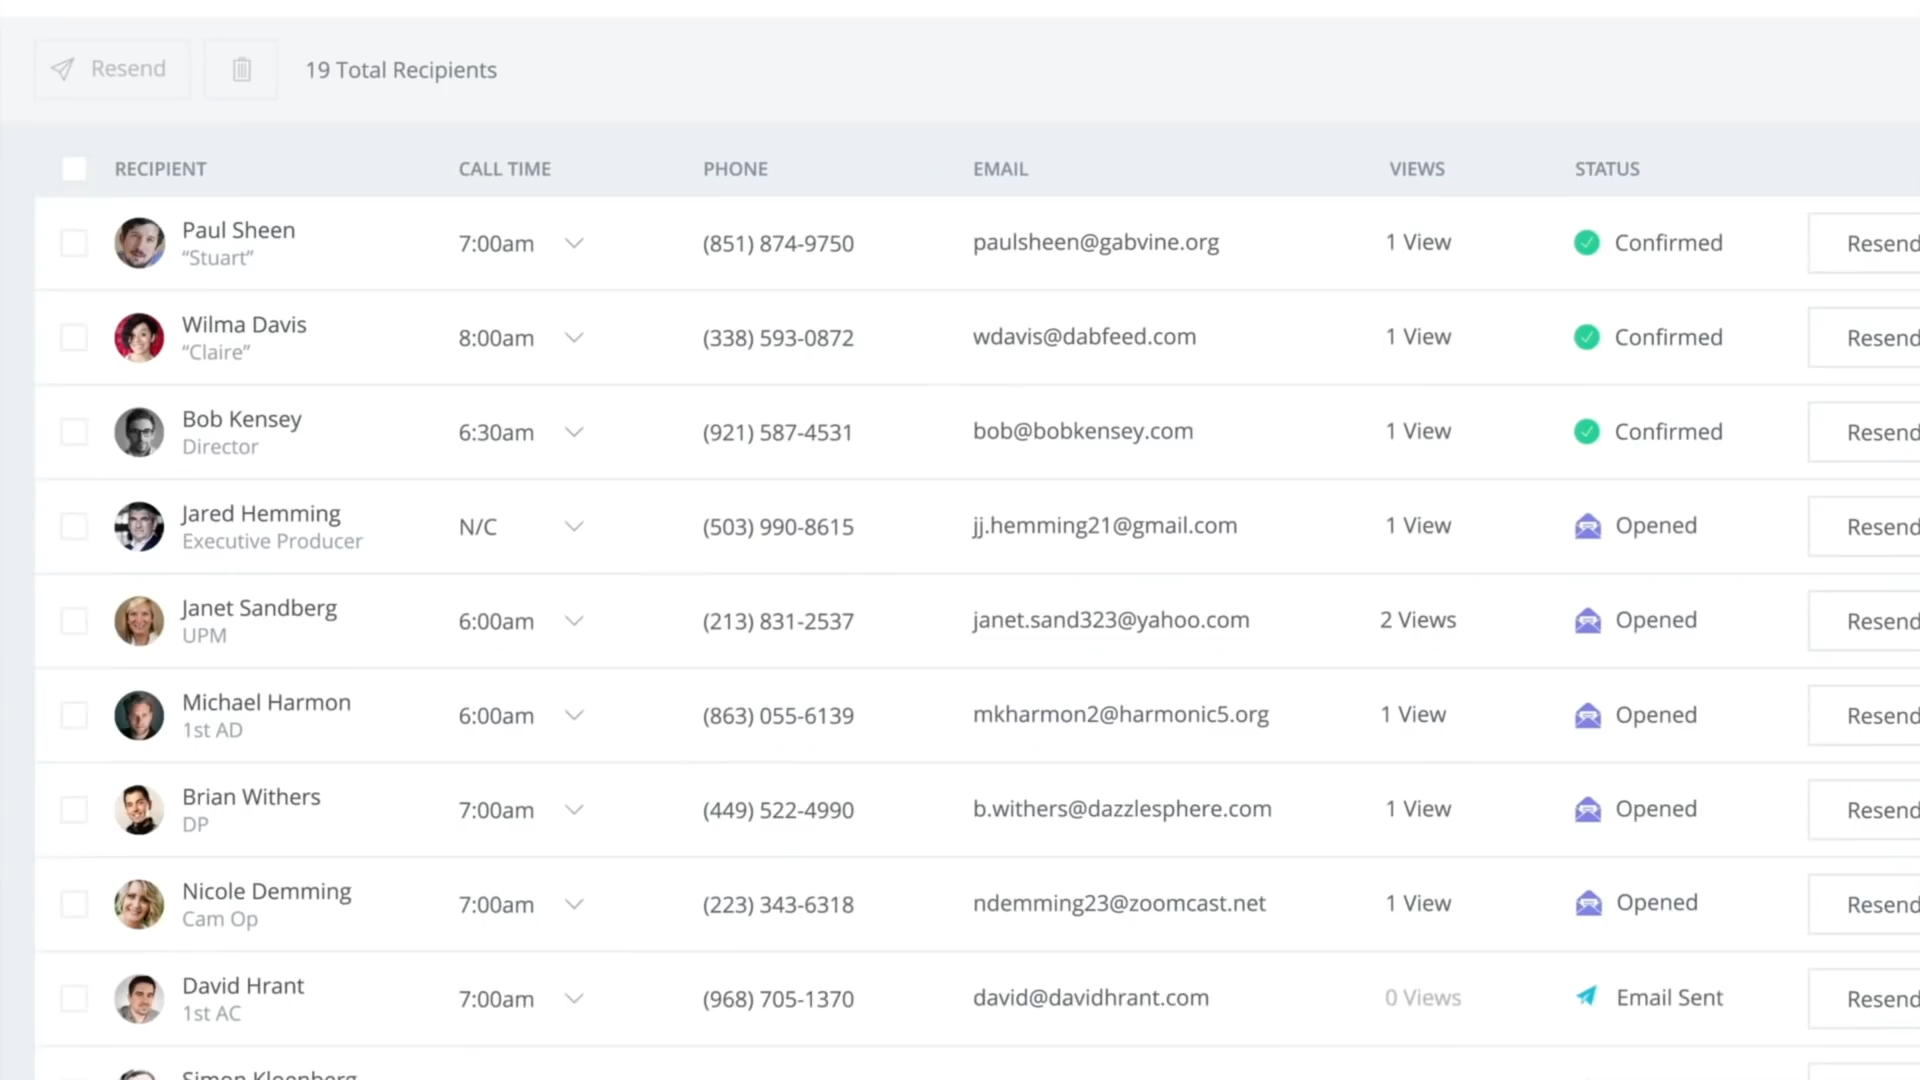 Resend
19 Total Recipients
RECIPIENT CALL TIME PHONE EMAIL VIEWS STATUS
Paul Sheen
“Stuart”
7:00am (851) 874-9750 paulsheen@gabvine.org 1 View Confirmed Resend
Wilma Davis
“Claire”
8:00am (338) 593-0872 wdavis@dabfeed.com 1 View Confirmed Resend
Bob Kensey
Director
6:30am (921) 587-4531 bob@bobkensey.com 1 View Confirmed Resend
Jared Hemming
Executive Producer
N/C (503) 990-8615 jj.hemming21@gmail.com 1 View Opened Resend
Janet Sandberg
UPM
6:00am (213) 831-2537 janet.sand323@yahoo.com 2 Views Opened Resend
Michael Harmon
1st AD
6:00am (863) 055-6139 mkharmon2@harmonic5.org 1 View Opened Resend
Brian Withers
DP
7:00am (449) 522-4990 b.withers@dazzlesphere.com 1 View Opened Resend
Nicole Demming
Cam Op
7:00am (223) 343-6318 ndemming23@zoomcast.net 1 View Opened Resend
David Hrant
1st AC
7:00am (968) 705-1370 david@davidhrant.com 0 Views Email Sent Resend